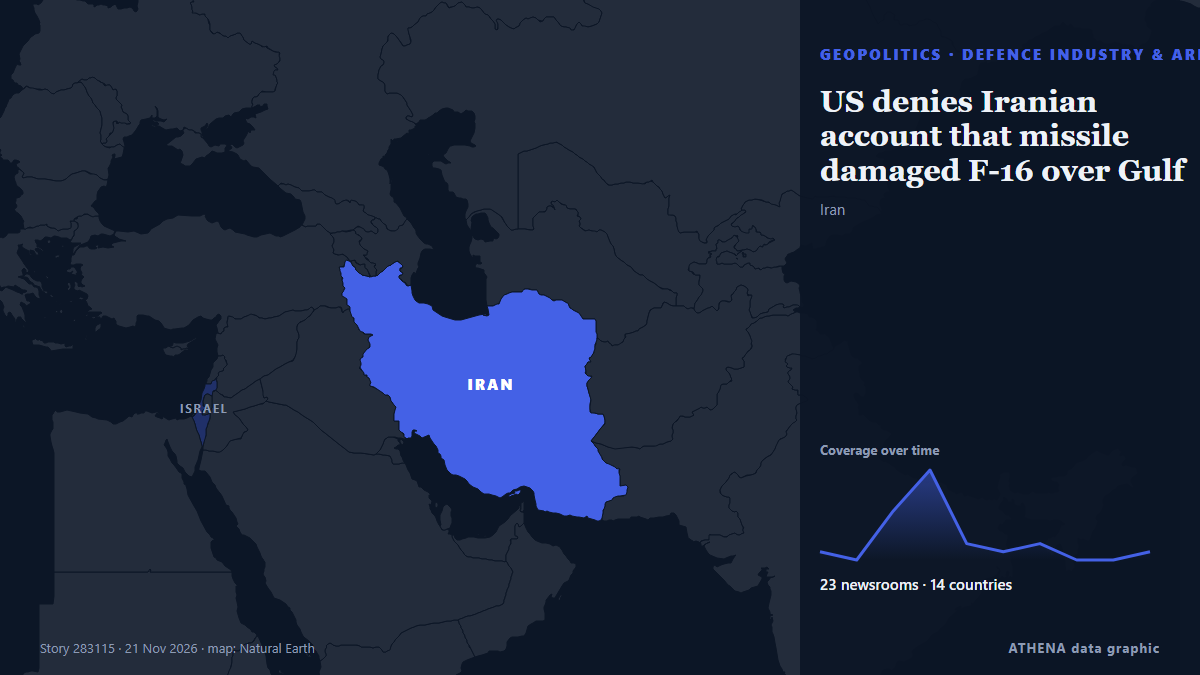 GEOPOLITICS · DEFENCE INDUSTRY &
US denies Iranian
account that missile
damaged F-16 over Gulf
Iran
IRAN
ISRAEL
Coverage over time
23 newsrooms · 14 countries
Story 283115 · 21 Nov 2026 · map: Natural Earth
ATHENA data graphic